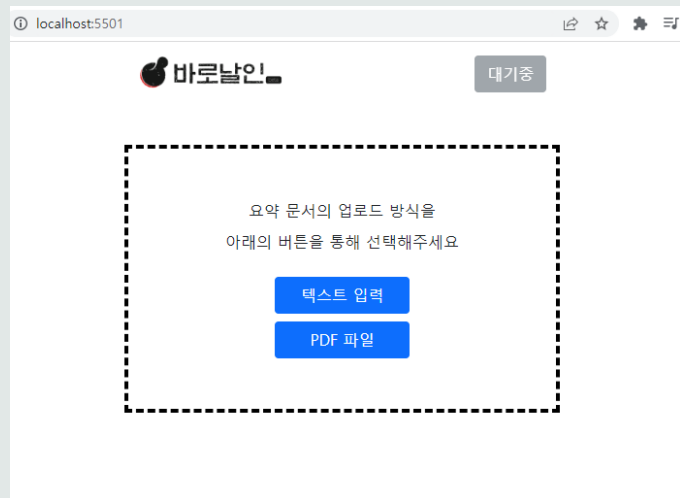 localhost:5501
바로날인
대기중
요약 문서의 업로드 방식을
아래의 버튼을 통해 선택해주세요
텍스트 입력
PDF 파일